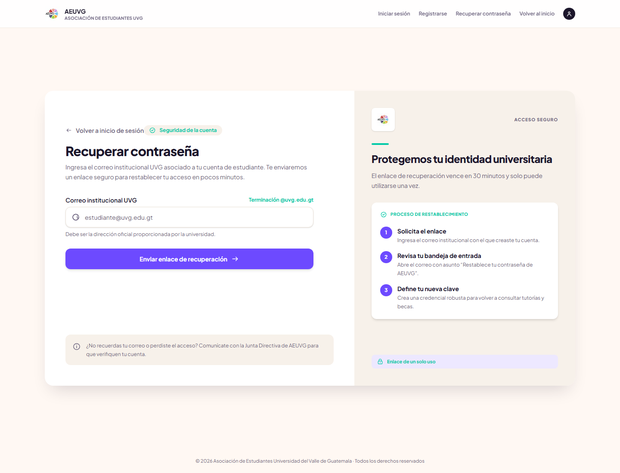 AEUVG
ASOCIACIÓN DE ESTUDIANTES UVG
Iniciar sesión
Registrarse
Recuperar contraseña
Volver al inicio
Volver a inicio de sesión
Seguridad de la cuenta
Recuperar contraseña
Ingresa el correo institucional UVG asociado a tu cuenta de estudiante. Te enviaremos
un enlace seguro para restablecer tu acceso en pocos minutos.
Correo institucional UVG
Terminación @uvg.edu.gt
estudiante@uvg.edu.gt
Debe ser la dirección oficial proporcionada por la universidad.
Enviar enlace de recuperación
¿No recuerdas tu correo o perdiste el acceso? Comunícate con la Junta Directiva de AEUVG para
que verifiquen tu cuenta.
ACCESO SEGURO
Protegemos tu identidad universitaria
El enlace de recuperación vence en 30 minutos y solo puede
utilizarse una vez.
PROCESO DE RESTABLECIMIENTO
1
Solicita el enlace
Ingresa el correo institucional con el que creaste tu cuenta.
2
Revisa tu bandeja de entrada
Abre el correo con asunto "Restablece tu contraseña de
AEUVG".
3
Define tu nueva clave
Crea una credencial robusta para volver a consultar tutorías y
becas.
Enlace de un solo uso
© 2026 Asociación de Estudiantes Universidad del Valle de Guatemala · Todos los derechos reservados